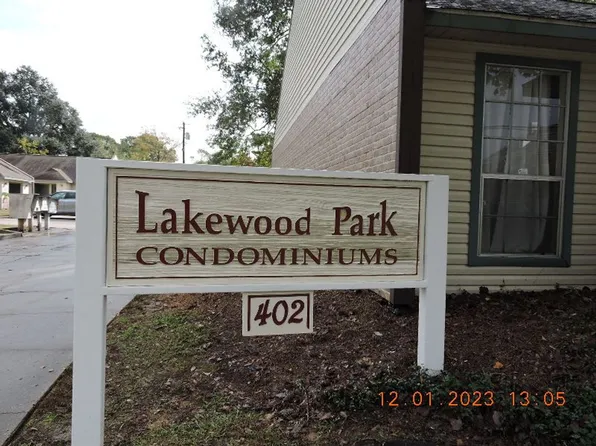 Lakewood Park
CONDOMINIUMS
402
12.01.2023 13:05